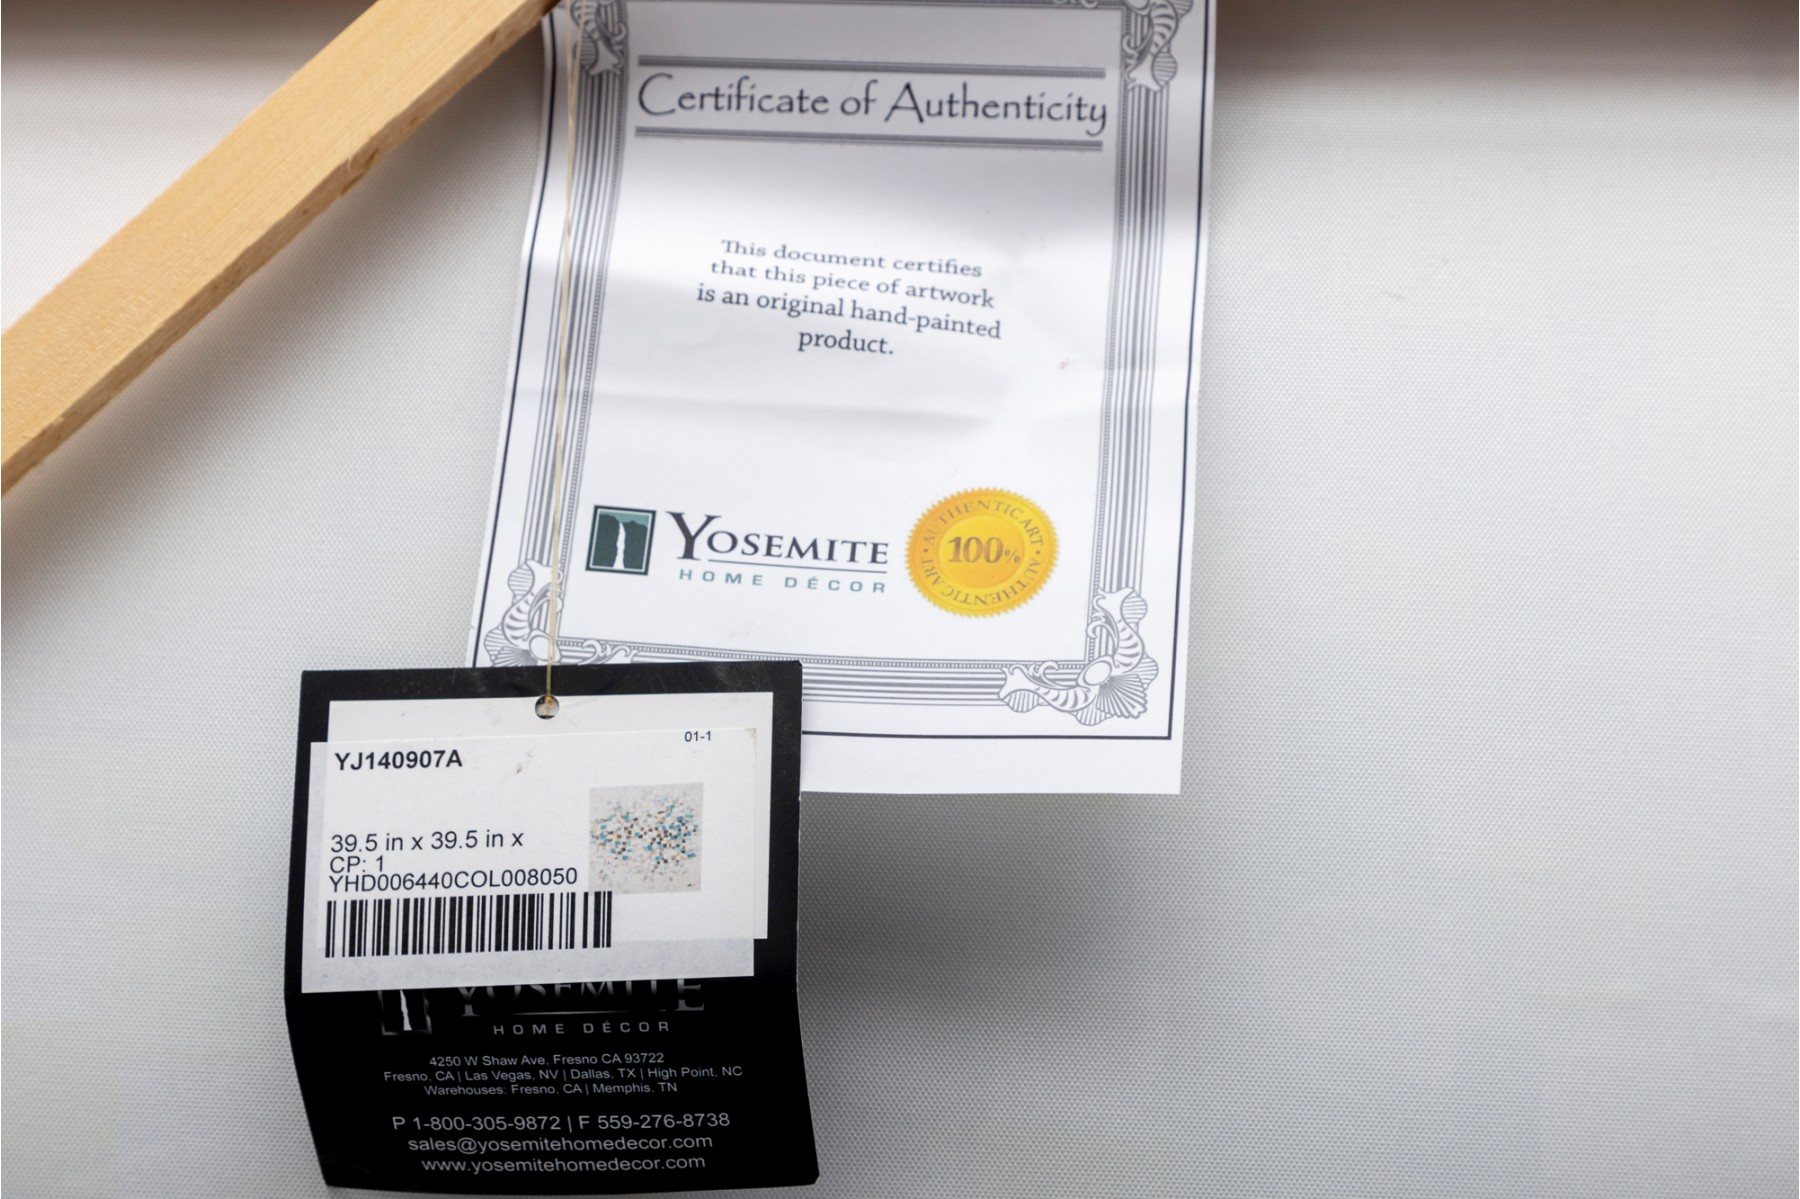 Certificate of Authenticity
This document certifies
that this piece of artwork
is an original hand-painted
product.
YOSEMITE
HOME DÉCOR
AUTHENTIC ART • AUTHENTIC ART •
100%
01-1
YJ140907A
39.5 in x 39.5 in x
CP: 1
YHD006440COL008050
YOSEMITE
HOME DÉCOR
4250 W Shaw Ave, Fresno CA 93722
Fresno, CA | Las Vegas, NV | Dallas, TX | High Point, NC
Warehouses: Fresno, CA | Memphis, TN
P 1-800-305-9872 | F 559-276-8738
sales@yosemitehomedecor.com
www.yosemitehomedecor.com